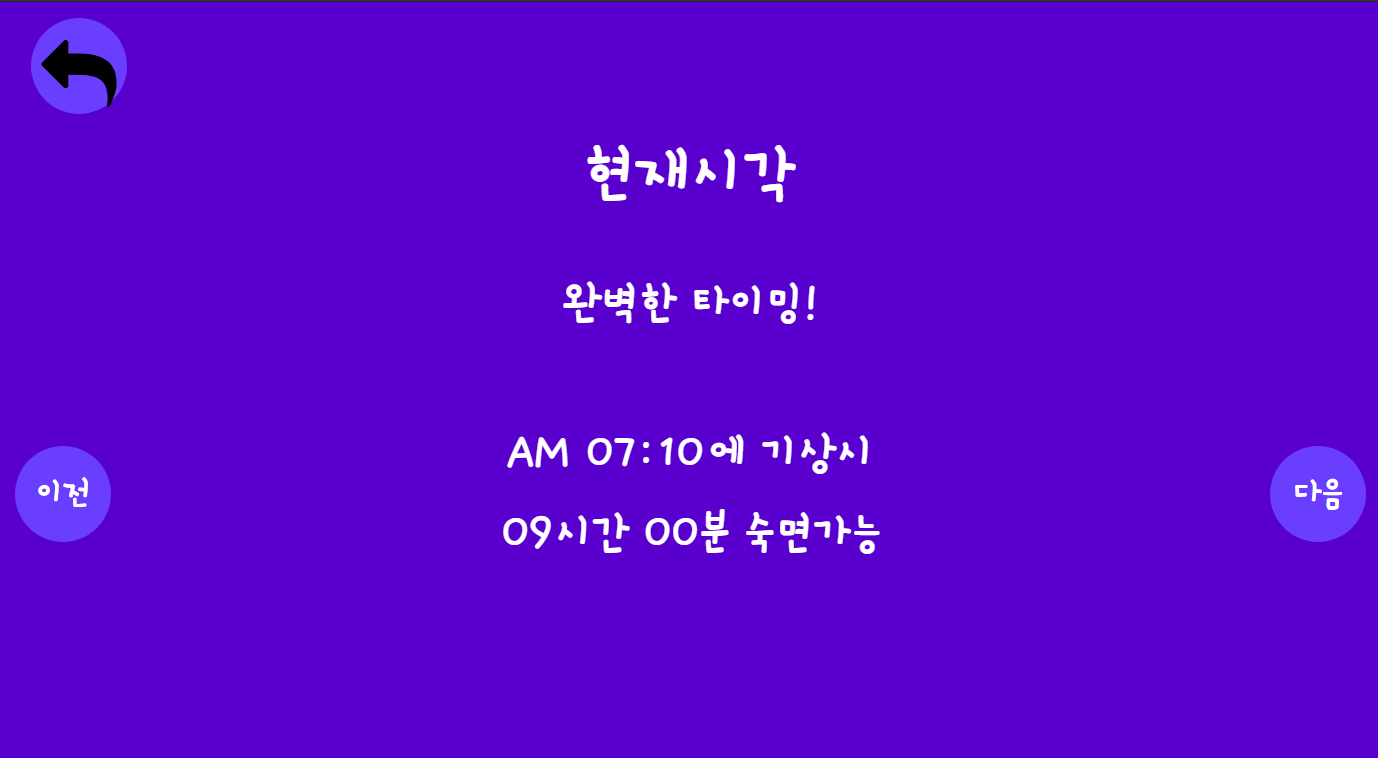 현재시각
완벽한 타이밍!
AM 07:10에 기상시
09시간 00분 숙면가능
이전
다음